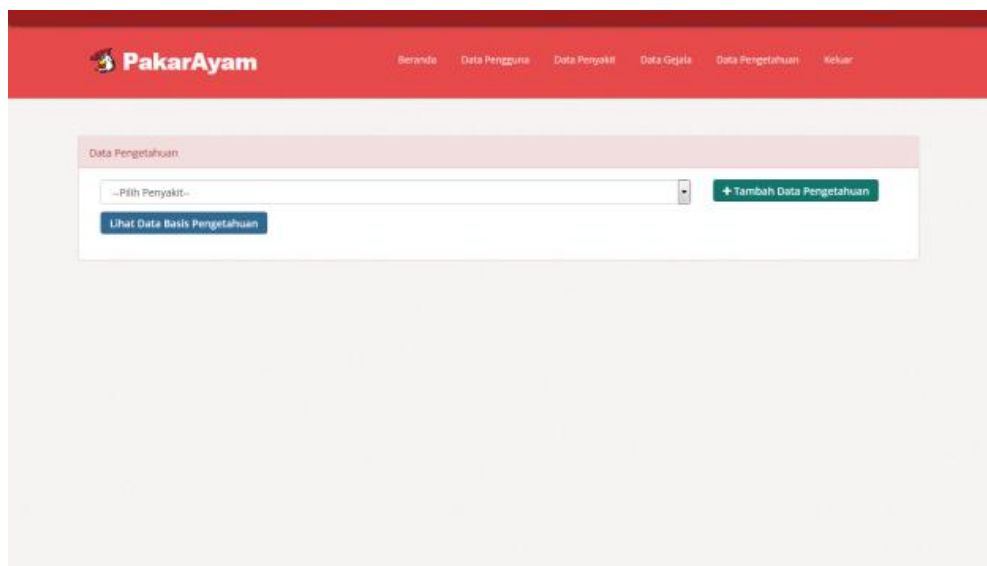 PakarAyam
Beranda Data Pengguna Data Penyakit Data Gejala Data Pengetahuan Keluar
Data Pengetahuan
--Pilih Penyakit--
+ Tambah Data Pengetahuan
Lihat Data Basis Pengetahuan